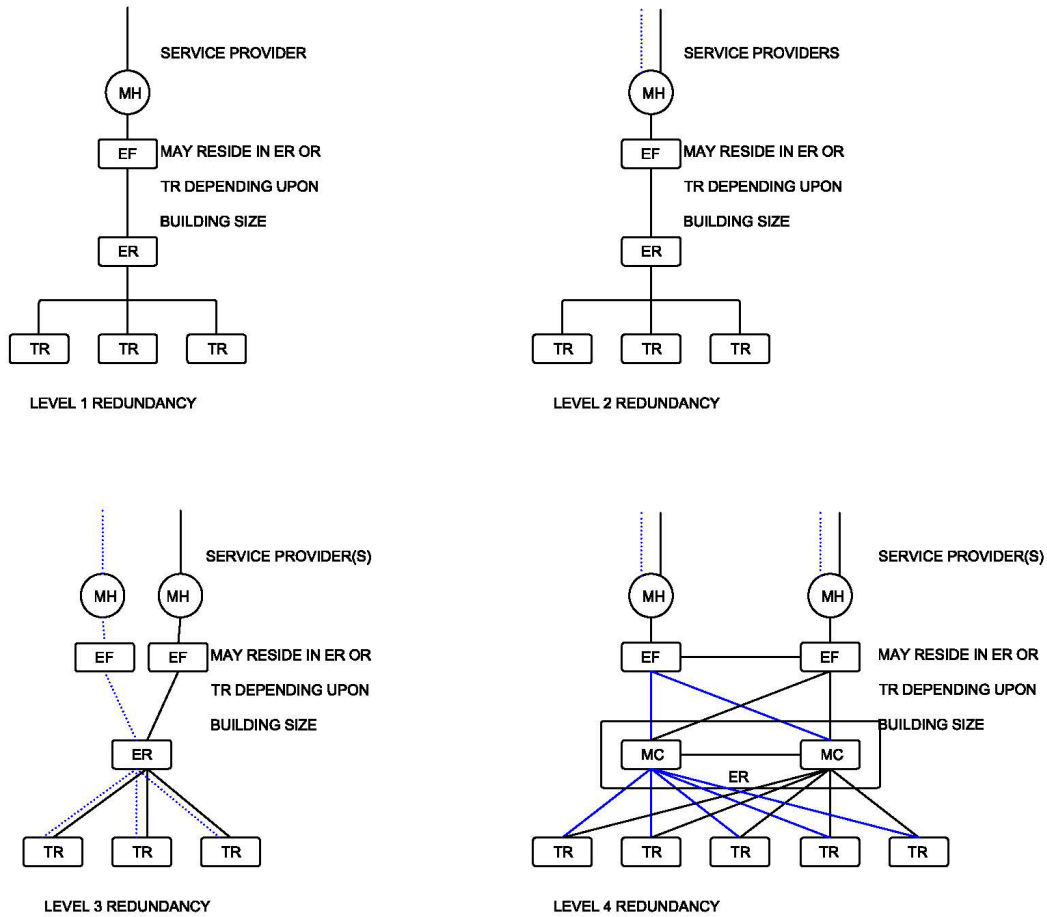 SERVICE PROVIDER
MH
EF
MAY RESIDE IN ER OR
TR DEPENDING UPON
BUILDING SIZE
ER
TR TR TR
LEVEL 1 REDUNDANCY
SERVICE PROVIDERS
MH
EF
MAY RESIDE IN ER OR
TR DEPENDING UPON
BUILDING SIZE
ER
TR TR TR
LEVEL 2 REDUNDANCY
SERVICE PROVIDER(S)
MH MH
EF EF
MAY RESIDE IN ER OR
TR DEPENDING UPON
BUILDING SIZE
ER
TR TR TR
LEVEL 3 REDUNDANCY
SERVICE PROVIDER(S)
MH MH
EF EF
MAY RESIDE IN ER OR
TR DEPENDING UPON
BUILDING SIZE
MC MC
ER
TR TR TR TR TR
LEVEL 4 REDUNDANCY